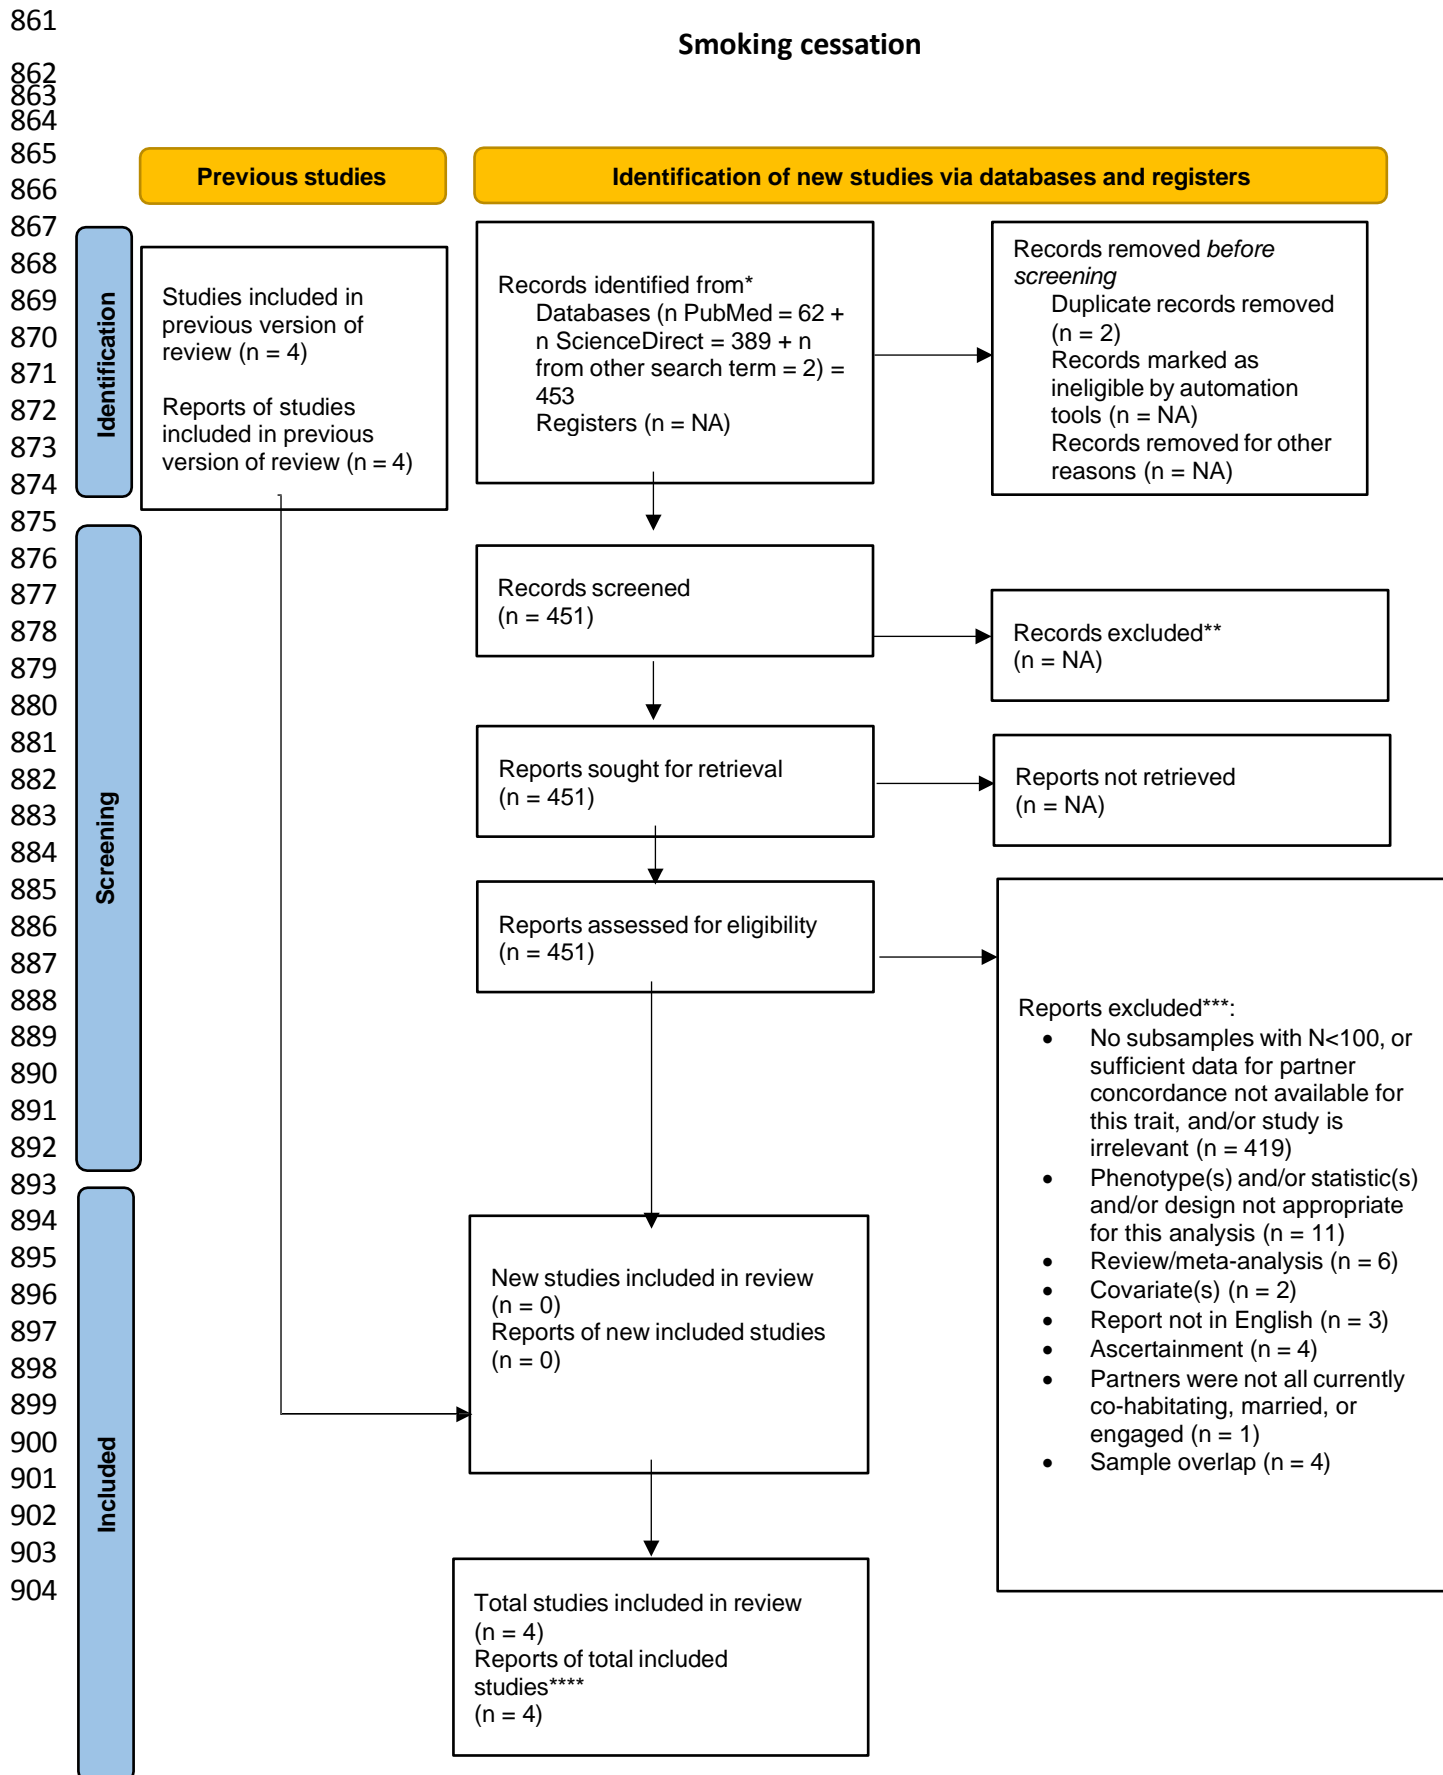 861
Smoking cessation
862
863
864
865
866
867
868
869
870
871
872
873
874
875
876
877
878
879
880
881
882
883
884
885
886
887
888
889
890
891
892
893
894
895
896
897
898
899
900
901
902
903
904
Previous studies
Identification of new studies via databases and registers
Identification
Studies included in
previous version of
review (n = 4)
Reports of studies
included in previous
version of review (n = 4)
Records identified from*
Databases (n PubMed = 62 +
n ScienceDirect = 389 + n
from other search term = 2) =
453
Registers (n = NA)
Records removed before
screening
Duplicate records removed
(n = 2)
Records marked as
ineligible by automation
tools (n = NA)
Records removed for other
reasons (n = NA)
Screening
Records screened
(n = 451)
Records excluded**
(n = NA)
Reports sought for retrieval
(n = 451)
Reports not retrieved
(n = NA)
Reports assessed for eligibility
(n = 451)
Reports excluded***:
• No subsamples with N<100, or
sufficient data for partner
concordance not available for
this trait, and/or study is
irrelevant (n = 419)
• Phenotype(s) and/or statistic(s)
and/or design not appropriate
for this analysis (n = 11)
• Review/meta-analysis (n = 6)
• Covariate(s) (n = 2)
• Report not in English (n = 3)
• Ascertainment (n = 4)
• Partners were not all currently
co-habitating, married, or
engaged (n = 1)
• Sample overlap (n = 4)
Included
New studies included in review
(n = 0)
Reports of new included studies
(n = 0)
Total studies included in review
(n = 4)
Reports of total included
studies****
(n = 4)